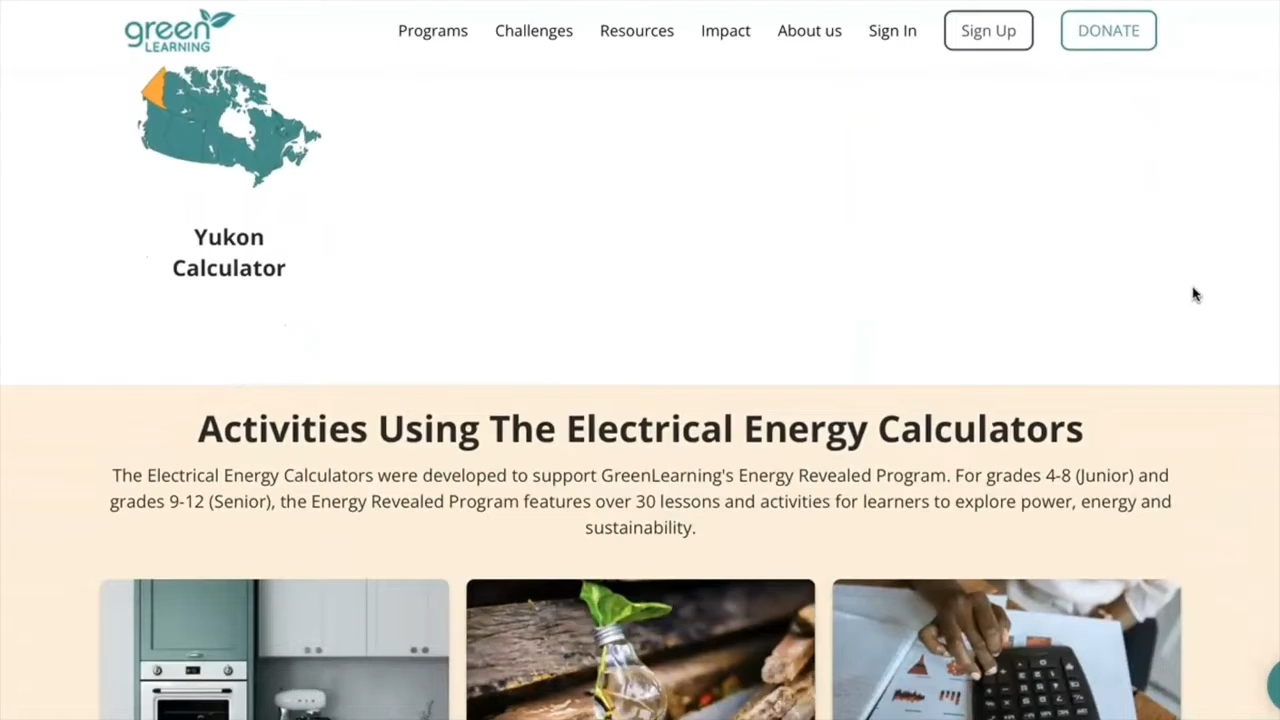 green
LEARNING
Programs
Challenges
Resources
Impact
About us
Sign In
Sign Up
DONATE
Yukon
Calculator
Activities Using The Electrical Energy Calculators
The Electrical Energy Calculators were developed to support GreenLearning's Energy Revealed Program. For grades 4-8 (Junior) and
grades 9-12 (Senior), the Energy Revealed Program features over 30 lessons and activities for learners to explore power, energy and
sustainability.